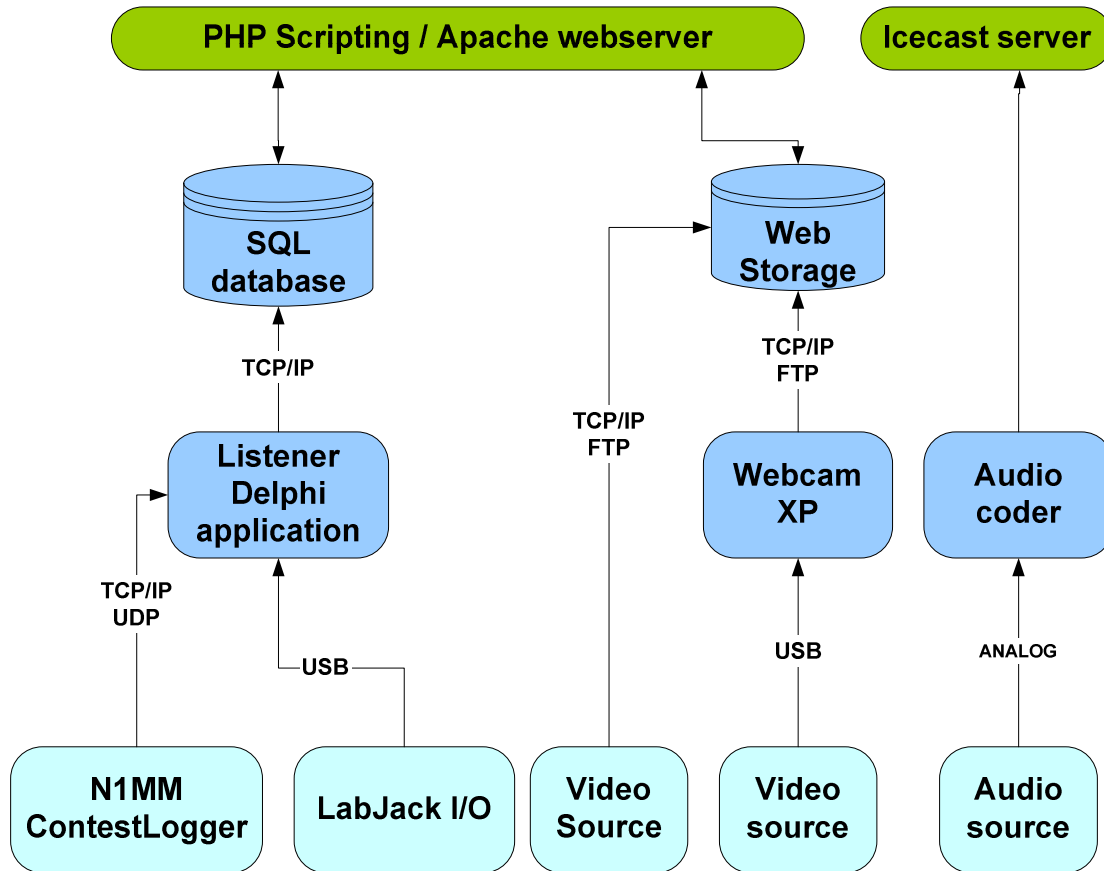 PHP Scripting / Apache webserver
Icecast server
SQL
database
Web
Storage
TCP/IP
TCP/IP
FTP
TCP/IP
FTP
Listener
Delphi
application
Webcam
XP
Audio
coder
TCP/IP
UDP
USB
USB
ANALOG
N1MM
ContestLogger
LabJack I/O
Video
Source
Video
source
Audio
source